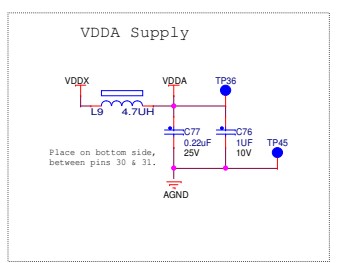 VDDA Supply
VDDX
VDDA
TP36
L9 4.7UH
C77
0.22uF
25V
C76
1UF
10V
TP45
Place on bottom side,
between pins 30 & 31.
AGND